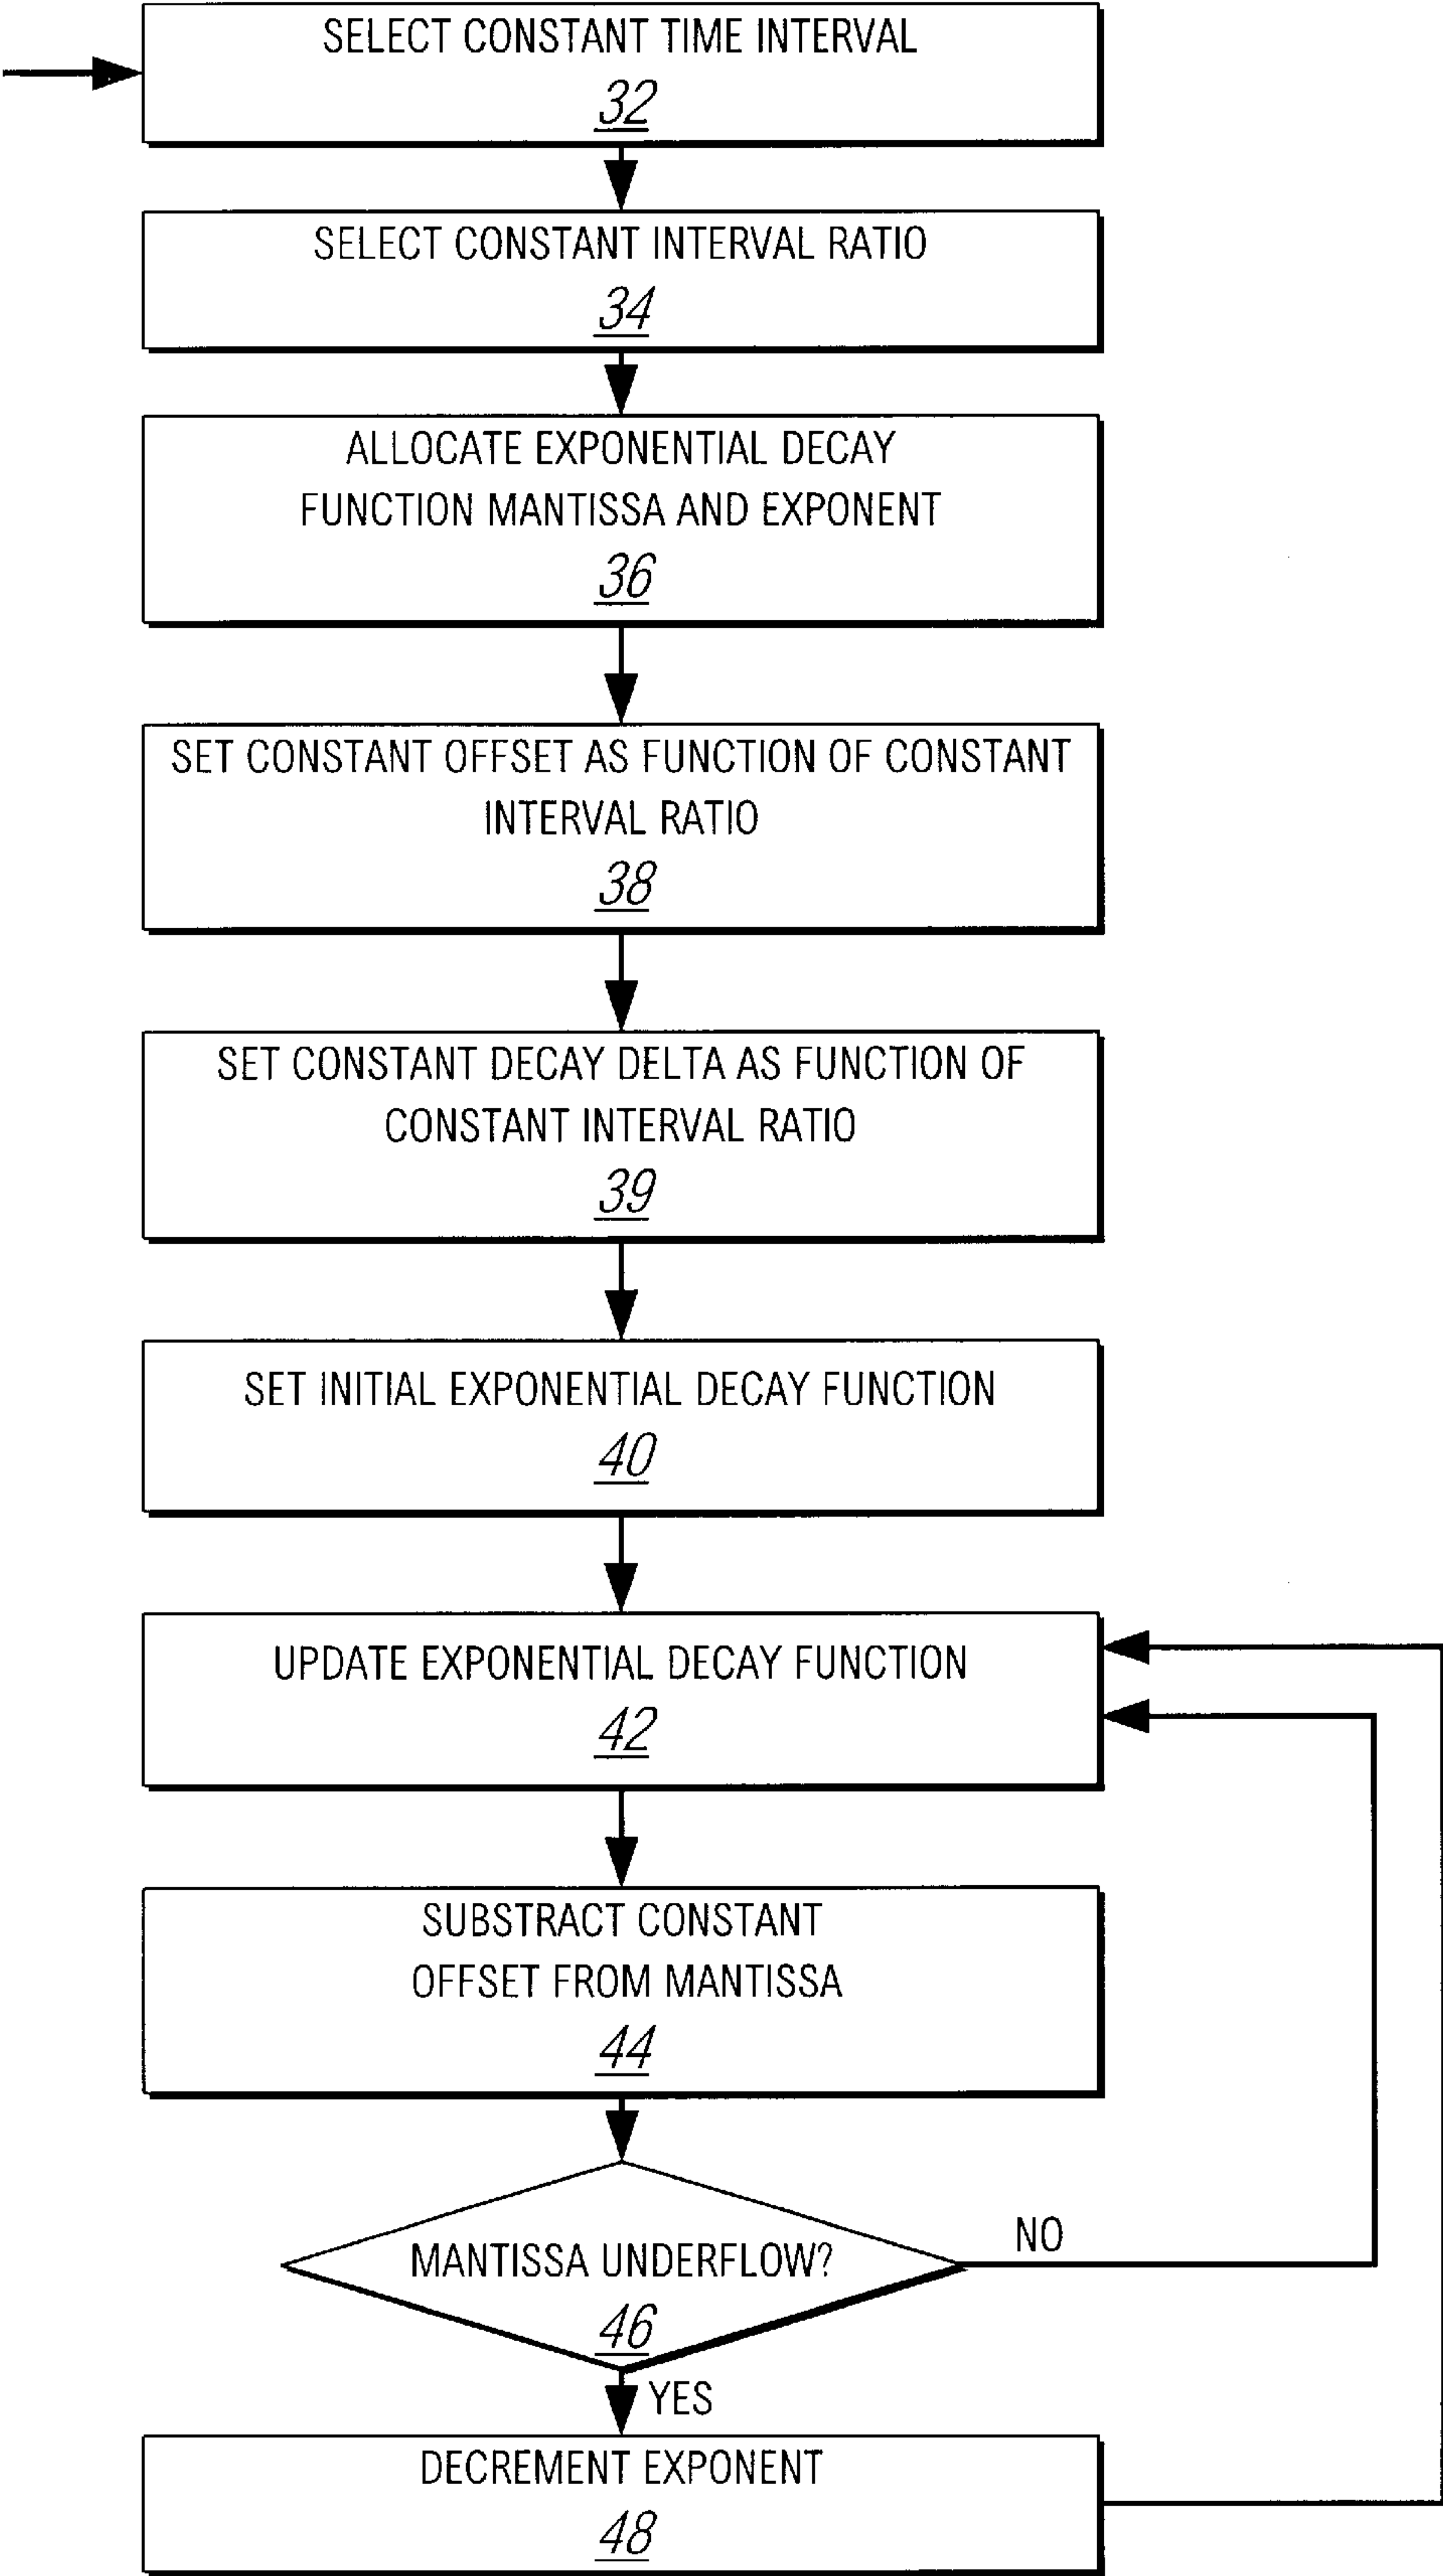 SELECT CONSTANT TIME INTERVAL
32
SELECT CONSTANT INTERVAL RATIO
34
ALLOCATE EXPONENTIAL DECAY
FUNCTION MANTISSA AND EXPONENT
36
SET CONSTANT OFFSET AS FUNCTION OF CONSTANT
INTERVAL RATIO
38
SET CONSTANT DECAY DELTA AS FUNCTION OF
CONSTANT INTERVAL RATIO
39
SET INITIAL EXPONENTIAL DECAY FUNCTION
40
UPDATE EXPONENTIAL DECAY FUNCTION
42
SUBSTRACT CONSTANT
OFFSET FROM MANTISSA
44
NO
MANTISSA UNDERFLOW?
46
YES
DECREMENT EXPONENT
48